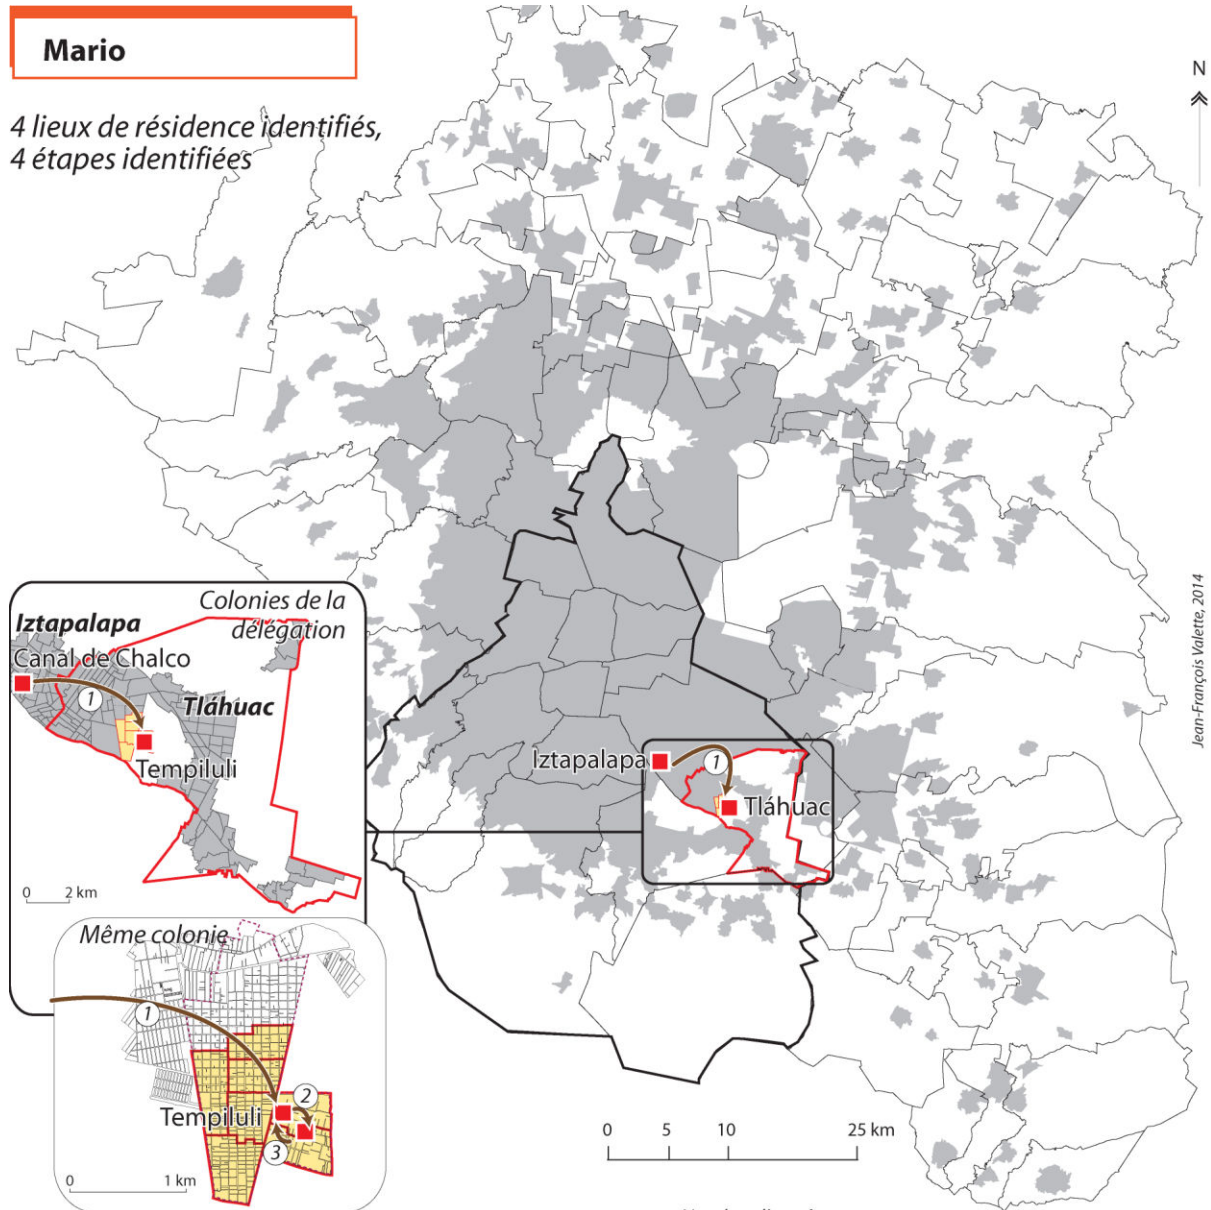 Mario
4 lieux de résidence identifiés,
4 étapes identifiées
N
Jean-François Valette, 2014
Colonies de la
délégation
Iztapalapa
Canal de Chalco
1
Tláhuac
Tempiluli
0 2 km
Iztapalapa
1
Tláhuac
Même colonie
1
2
Tempiluli
3
0 1 km
0 5 10 25 km